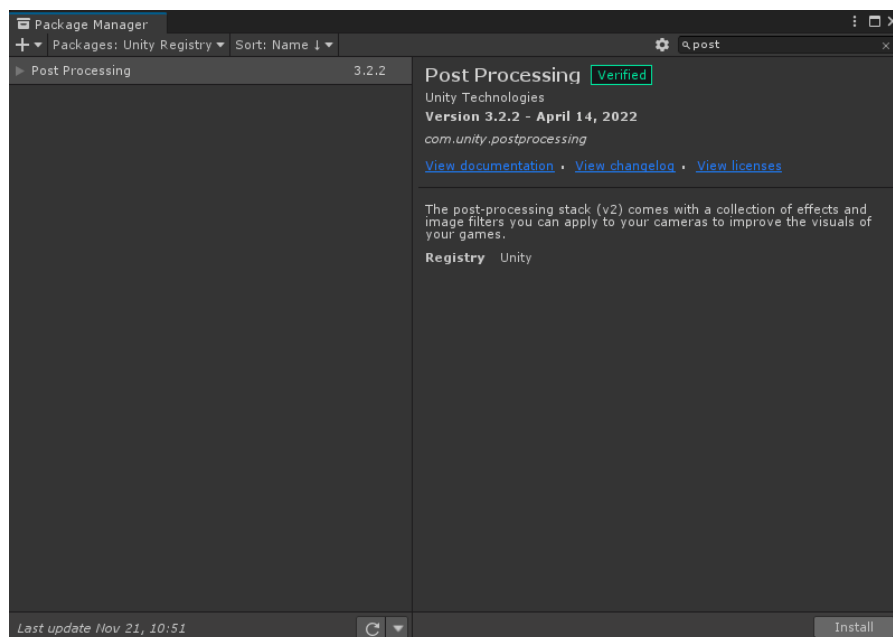 Package Manager
Packages: Unity Registry Sort: Name ↓ post
Post Processing 3.2.2
Post Processing Verified
Unity Technologies
Version 3.2.2 - April 14, 2022
com.unity.postprocessing
View documentation • View changelog • View licenses
The post-processing stack (v2) comes with a collection of effects and
image filters you can apply to your cameras to improve the visuals of
your games.
Registry Unity
Last update Nov 21, 10:51
Install